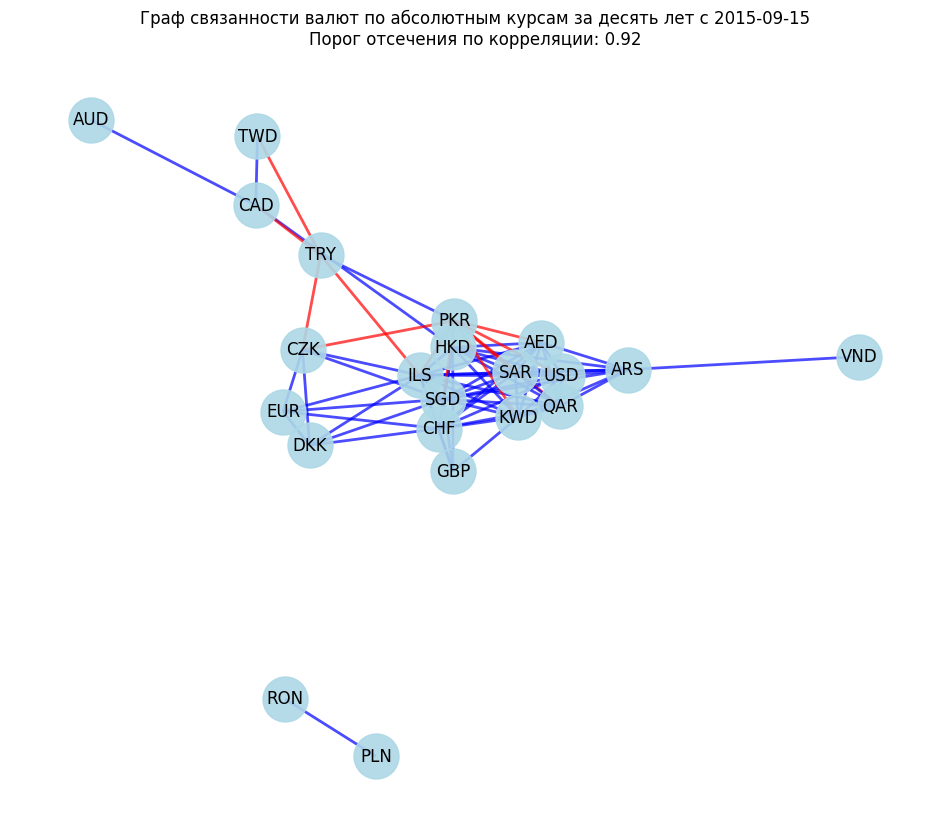 Граф связанности валют по абсолютным курсам за десять лет с 2015-09-15
Порог отсечения по корреляции: 0.92
AUD
TWD
CAD
TRY
PKR
HKD
AED
CZK
VND
ILS
SAR
USD
ARS
SGD
QAR
EUR
KWD
CHF
DKK
GBP
RON
PLN